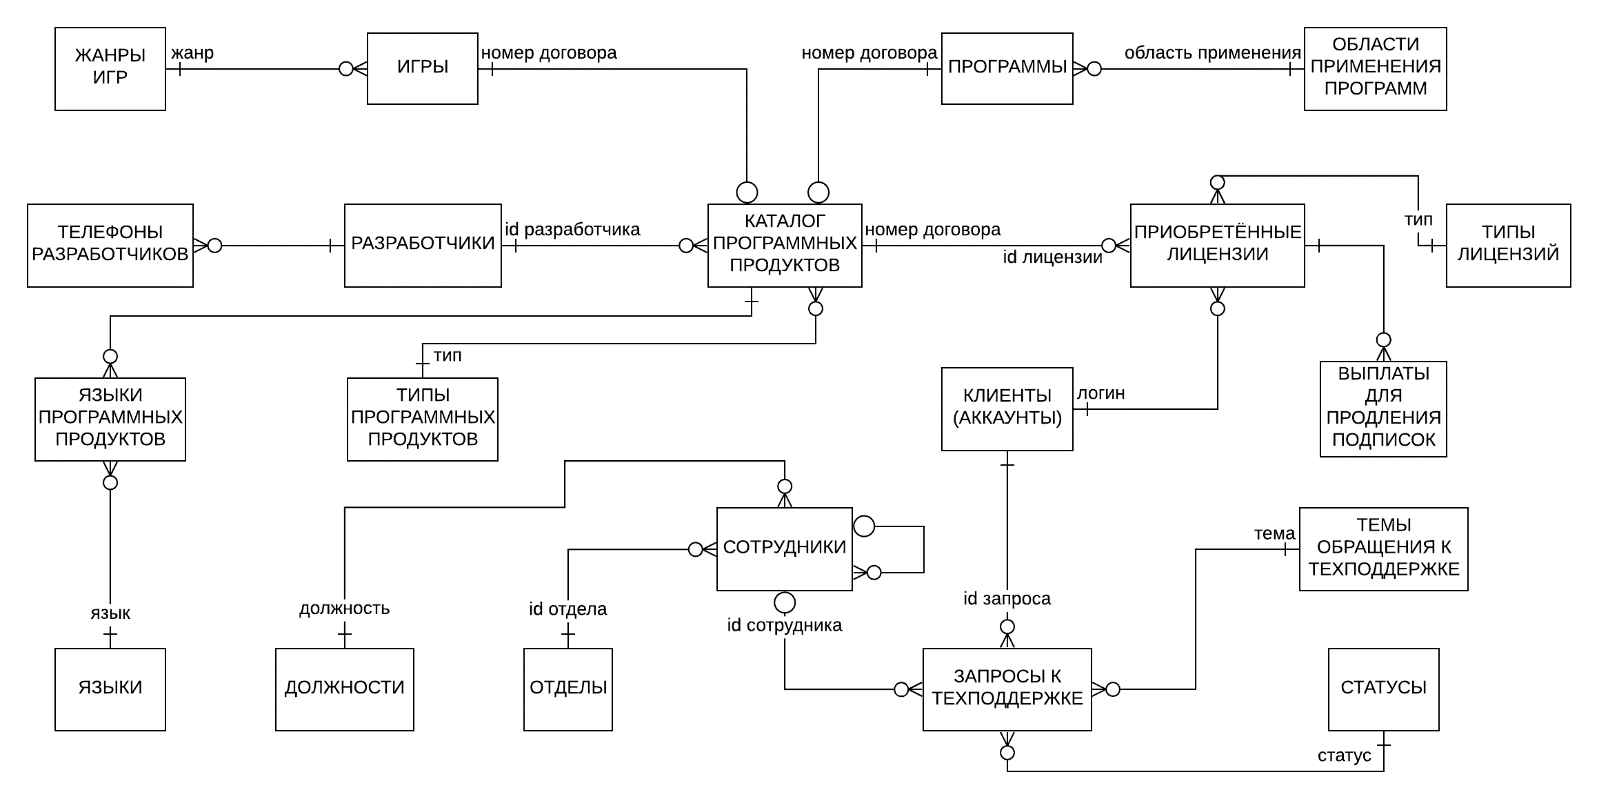 ЖАНРЫ
ИГР
жанр
ИГРЫ
номер договора
номер договора
ПРОГРАММЫ
область применения
ОБЛАСТИ
ПРИМЕНЕНИЯ
ПРОГРАММ
ТЕЛЕФОНЫ
РАЗРАБОТЧИКОВ
РАЗРАБОТЧИКИ
id разработчика
КАТАЛОГ
ПРОГРАММНЫХ
ПРОДУКТОВ
номер договора
id лицензии
ПРИОБРЕТЁННЫЕ
ЛИЦЕНЗИИ
тип
ТИПЫ
ЛИЦЕНЗИЙ
ЯЗЫКИ
ПРОГРАММНЫХ
ПРОДУКТОВ
тип
ТИПЫ
ПРОГРАММНЫХ
ПРОДУКТОВ
КЛИЕНТЫ
(АККАУНТЫ)
логин
ВЫПЛАТЫ
ДЛЯ
ПРОДЛЕНИЯ
ПОДПИСОК
СОТРУДНИКИ
тема
ТЕМЫ
ОБРАЩЕНИЯ К
ТЕХПОДДЕРЖКЕ
язык
должность
id отдела
id сотрудника
id запроса
ЯЗЫКИ
ДОЛЖНОСТИ
ОТДЕЛЫ
ЗАПРОСЫ К
ТЕХПОДДЕРЖКЕ
СТАТУСЫ
статус